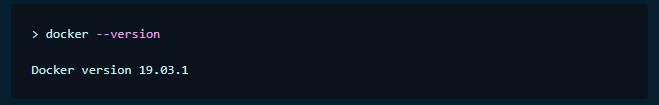 > docker --version
Docker version 19.03.1